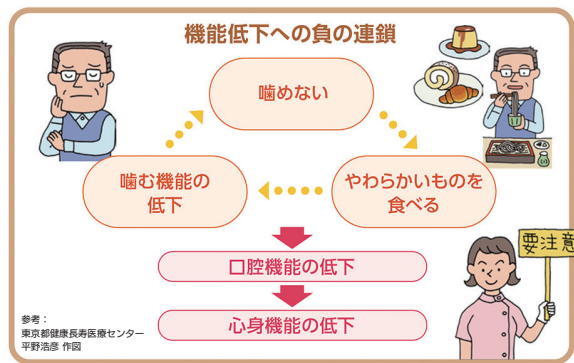 機能低下への負の連鎖
噛めない
噛む機能の
低下
やわらかいものを
食べる
口腔機能の低下
心身機能の低下
要注意
参考：
東京都健康長寿医療センター
平野浩彦 作図